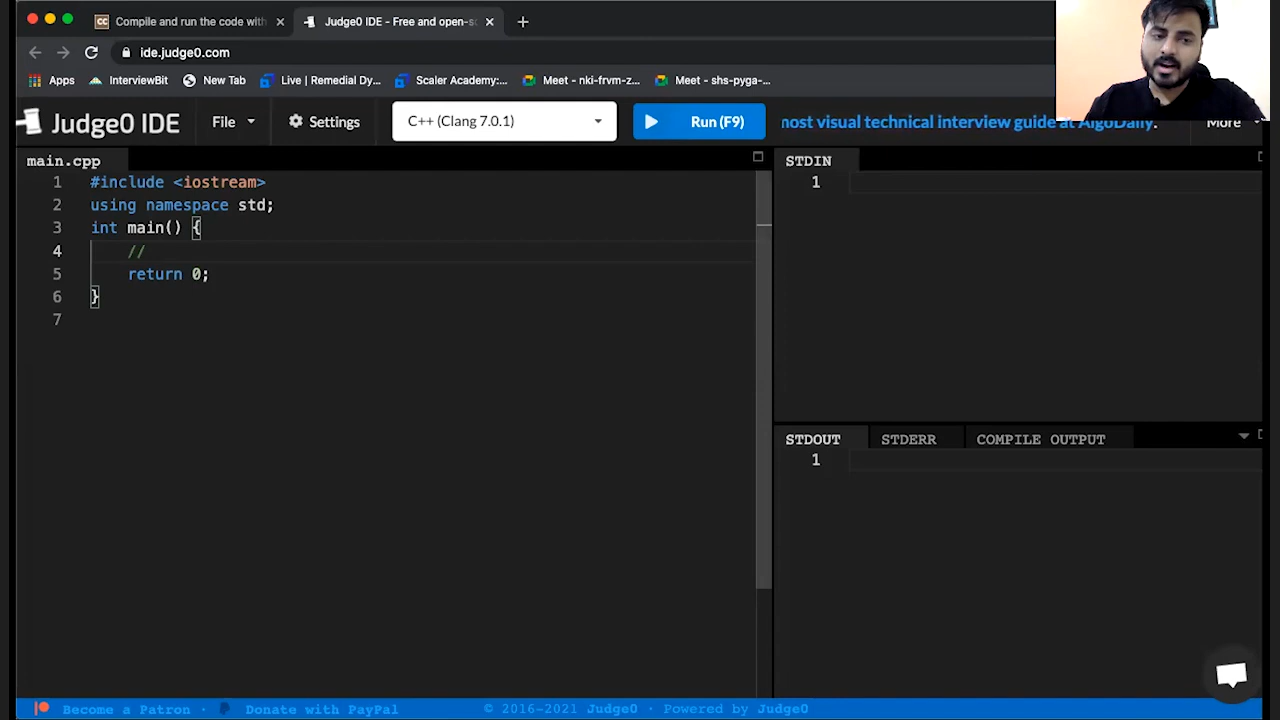 Compile and run the code with
Judge0 IDE - Free and open-so
ide.judge0.com
Apps
InterviewBit
New Tab
Live | Remedial Dy...
Scaler Academy:...
Meet - nki-frvm-z...
Meet - shs-pyga-...
Judge0 IDE
File
Settings
C++ (Clang 7.0.1)
Run (F9)
most visual technical interview guide at AlgoDaily.
More
main.cpp
1 #include <iostream>
2 using namespace std;
3 int main() {
4 //
5 return 0;
6 }
7
STDIN
1
STDOUT
STDERR
COMPILE OUTPUT
1
Become a Patron ·
Donate with PayPal
© 2016-2021 Judge0 · Powered by Judge0